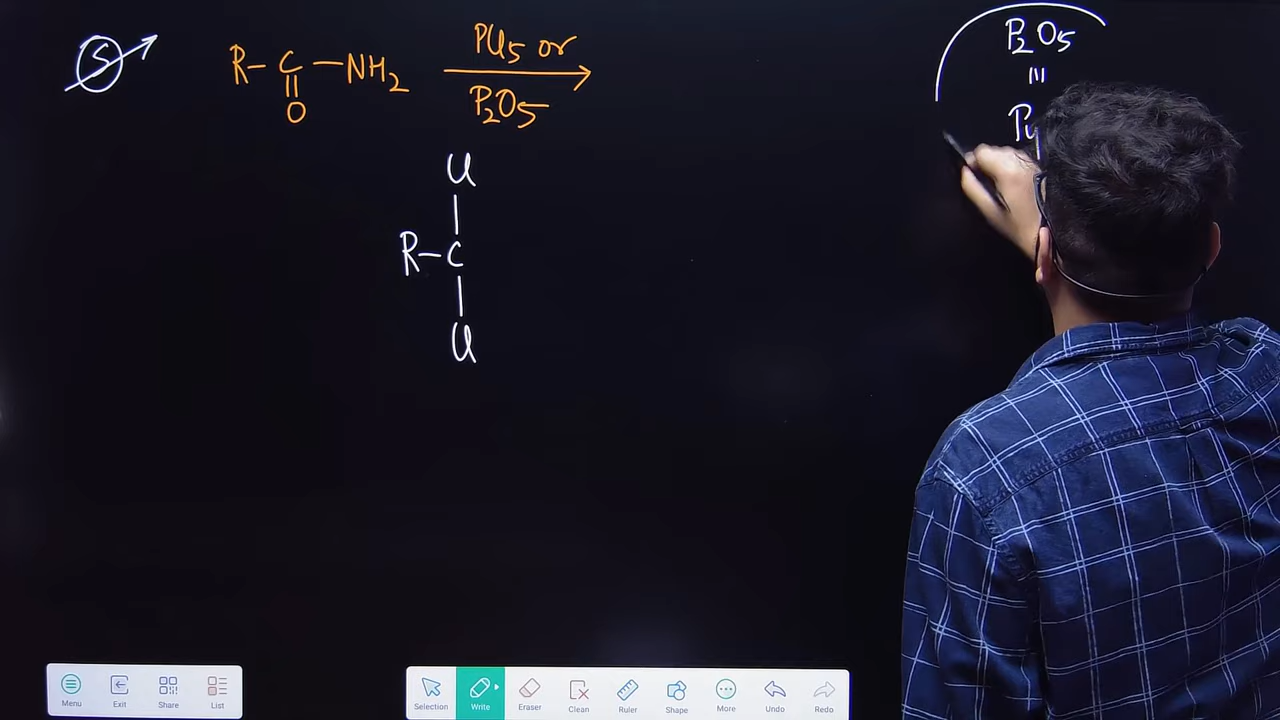 5
R-C-NH2
O
PCl5 or
P2O5
Cl
R-C
Cl
P2O5
Menu Exit Share List
Selection Write Eraser Clean Ruler Shape More Undo Redo